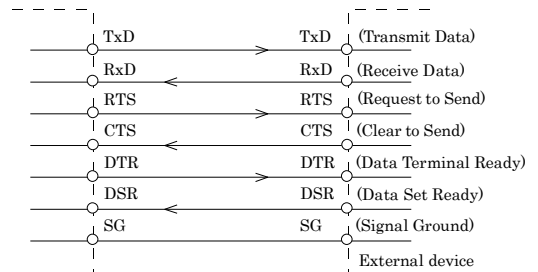 TxD TxD (Transmit Data)
RxD RxD (Receive Data)
RTS RTS (Request to Send)
CTS CTS (Clear to Send)
DTR DTR (Data Terminal Ready)
DSR DSR (Data Set Ready)
SG SG (Signal Ground)
External device